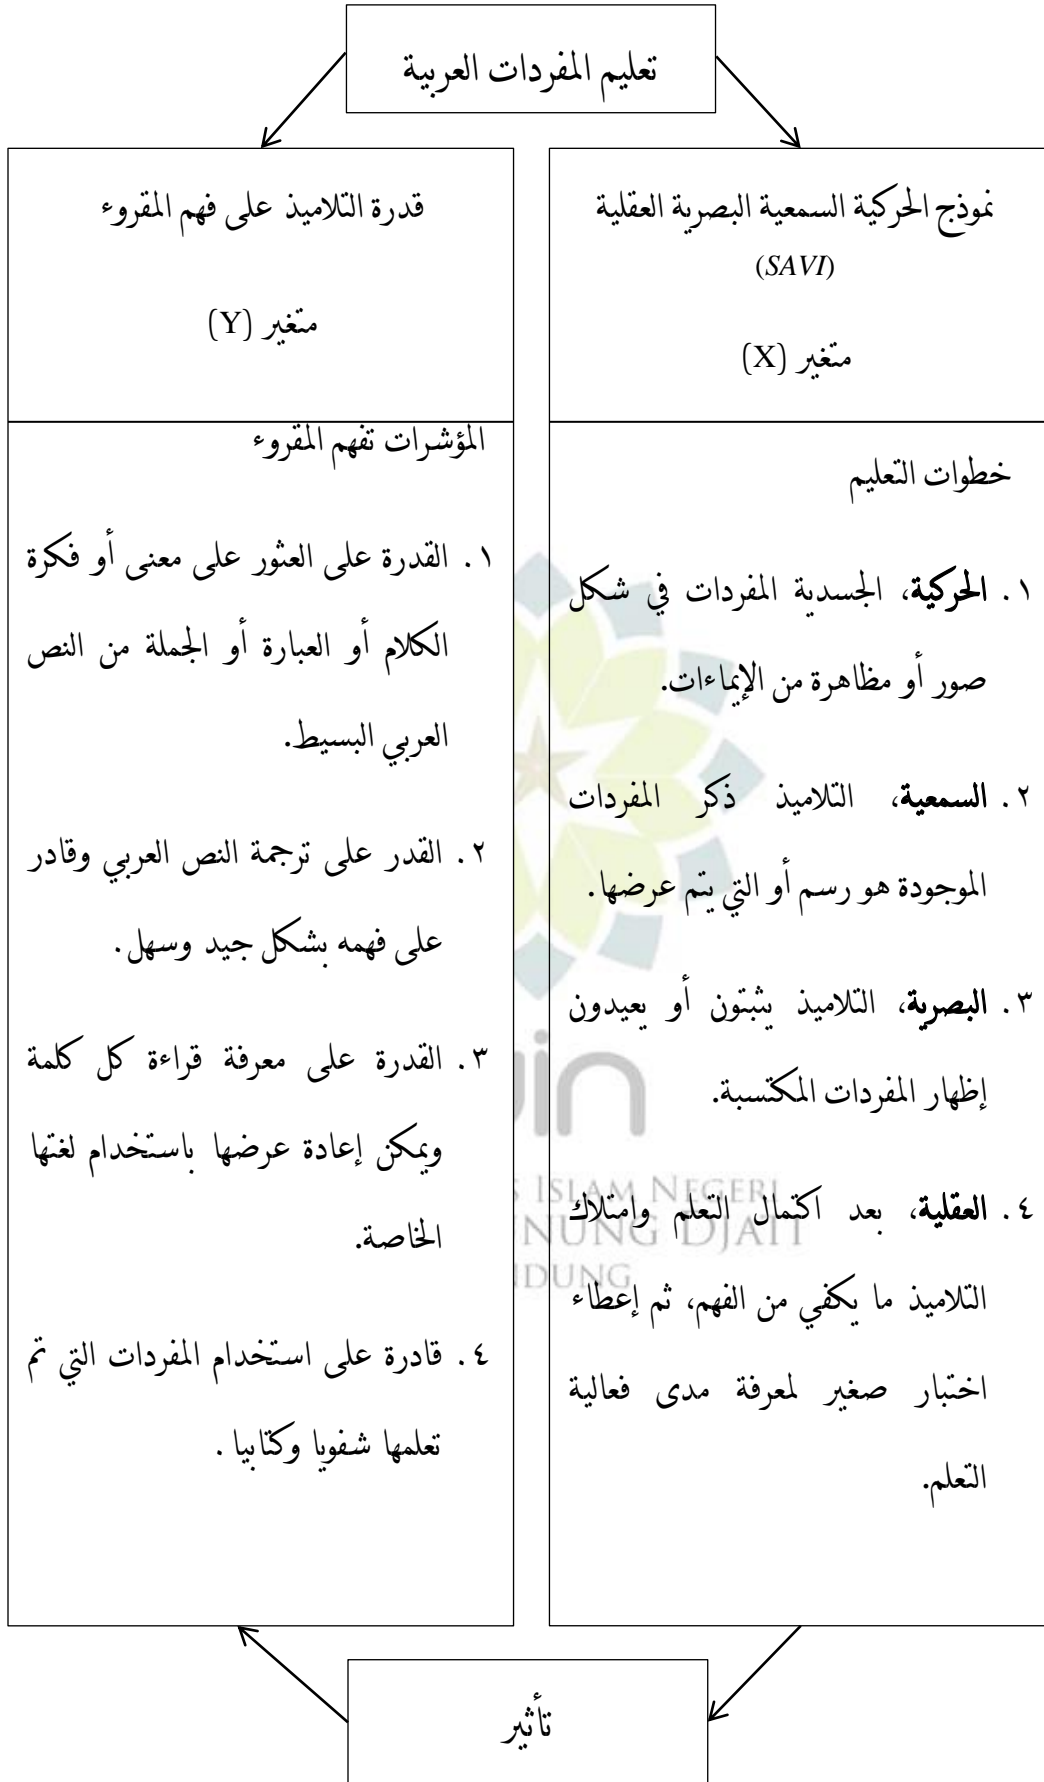 تعليم المفردات العربية
نموذج الحركية السمعية البصرية العقلية
(SAVI)
متغير (X)
خطوات التعليم
١. الحركية، الجسدية المفردات في شكل
صور أو مظاهرة من الإيماءات.
٢. السمعية، التلاميذ ذكر المفردات
الموجودة هو رسم أو التي يتم عرضها.
٣. البصرية، التلاميذ يثبتون أو يعيدون
إظهار المفردات المكتسبة.
٤. العقلية، بعد اكتمال التعلم وامتلاك
التلاميذ ما يكفي من الفهم، ثم إعطاء
اختبار صغير لمعرفة مدى فعالية
التعلم.
قدرة التلاميذ على فهم المقروء
متغير (Y)
المؤشرات تفهم المقروء
١. القدرة على العثور على معنى أو فكرة
الكلام أو العبارة أو الجملة من النص
العربي البسيط.
٢. القدر على ترجمة النص العربي وقادر
على فهمه بشكل جيد وسهل.
٣. القدرة على معرفة قراءة كل كلمة
ويمكن إعادة عرضها باستخدام لغتها
الخاصة.
٤. قادرة على استخدام المفردات التي تم
تعلمها شفويا وكتابيا .
تأثير
in
S ISLAM NEGERI
NUNG DJATI
DUNG